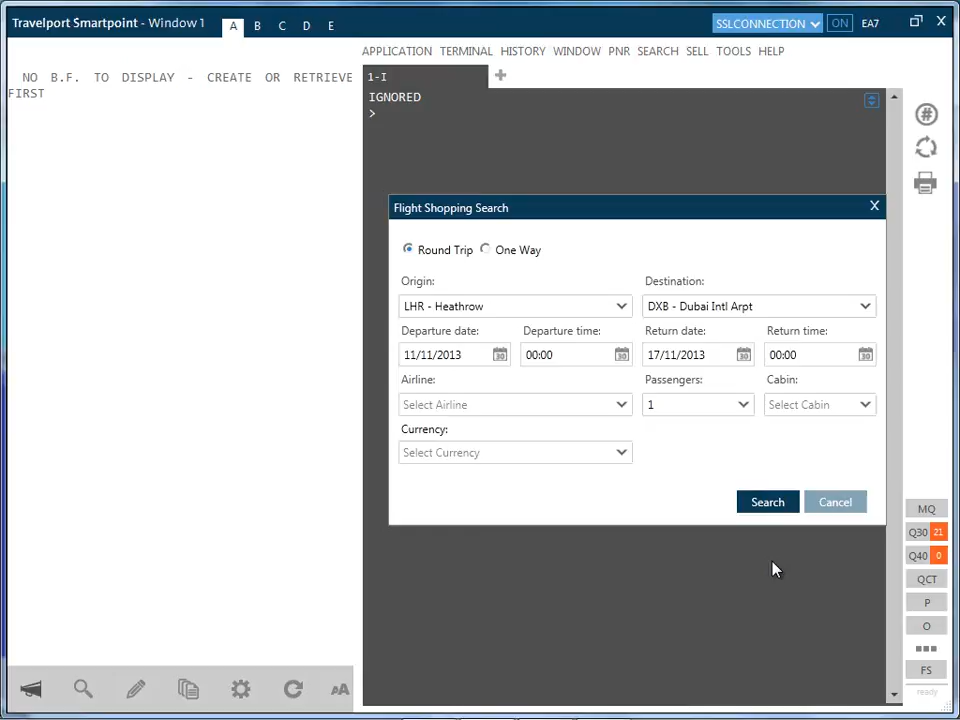 Travelport Smartpoint - Window 1
A B C D E
SSLCONNECTION ON EA7 X
APPLICATION TERMINAL HISTORY WINDOW PNR SEARCH SELL TOOLS HELP
NO B.F. TO DISPLAY - CREATE OR RETRIEVE
FIRST
1-I +
IGNORED
>
#
Flight Shopping Search X
Round Trip One Way
Origin: Destination:
LHR - Heathrow DXB - Dubai Intl Arpt
Departure date: Departure time: Return date: Return time:
11/11/2013 30 00:00 30 17/11/2013 30 00:00 30
Airline: Passengers: Cabin:
Select Airline 1 Select Cabin
Currency:
Select Currency
Search Cancel
MQ
Q30 21
Q40 0
QCT
P
O
FS
ready
aA